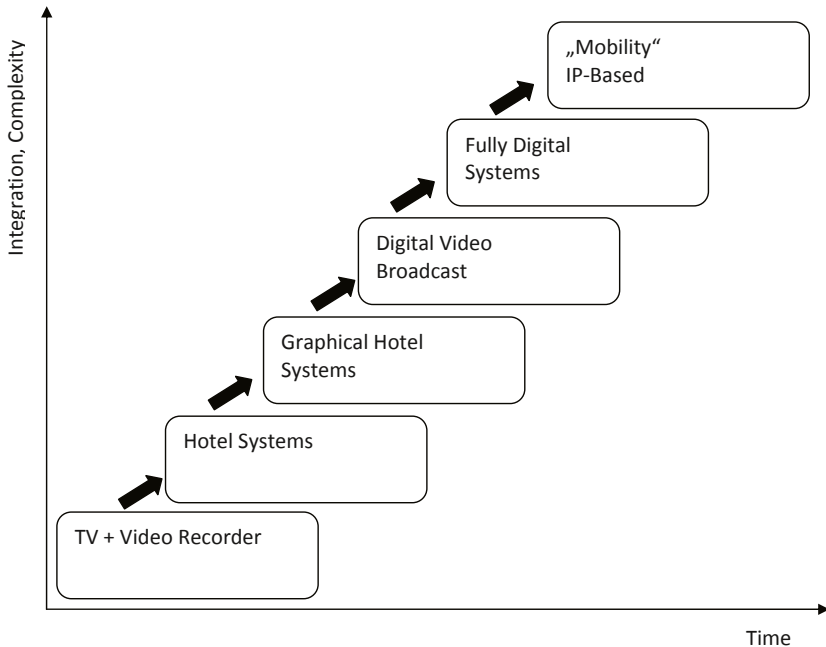 „Mobility“
IP-Based
Fully Digital
Systems
Digital Video
Broadcast
Graphical Hotel
Systems
Hotel Systems
TV + Video Recorder
Integration, Complexity
Time